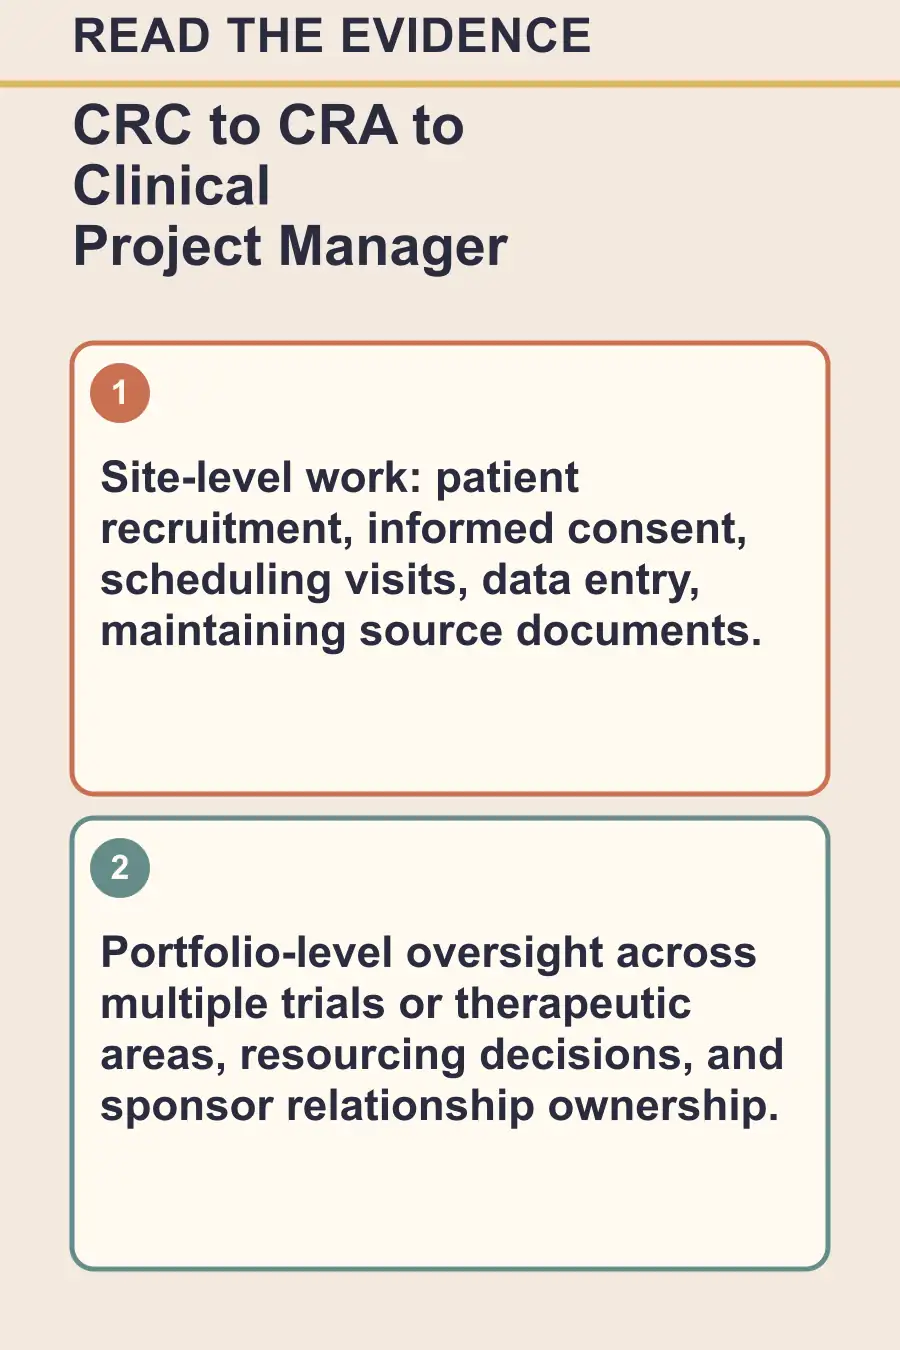 READ THE EVIDENCE
CRC to CRA to
Clinical
Project Manager
1
Site-level work: patient
recruitment, informed consent,
scheduling visits, data entry,
maintaining source documents.
2
Portfolio-level oversight across
multiple trials or therapeutic
areas, resourcing decisions, and
sponsor relationship ownership.